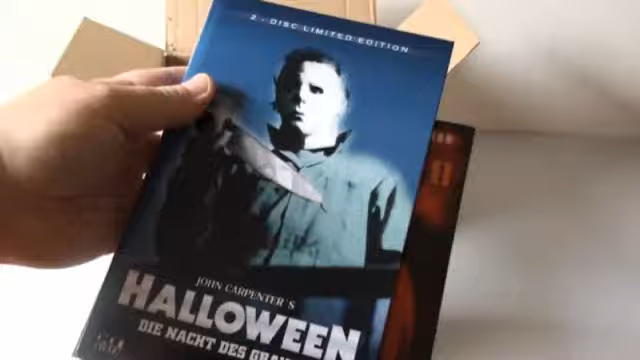 2 - DISC LIMITED EDITION
JOHN CARPENTER'S
HALLOWEEN
DIE NACHT DES